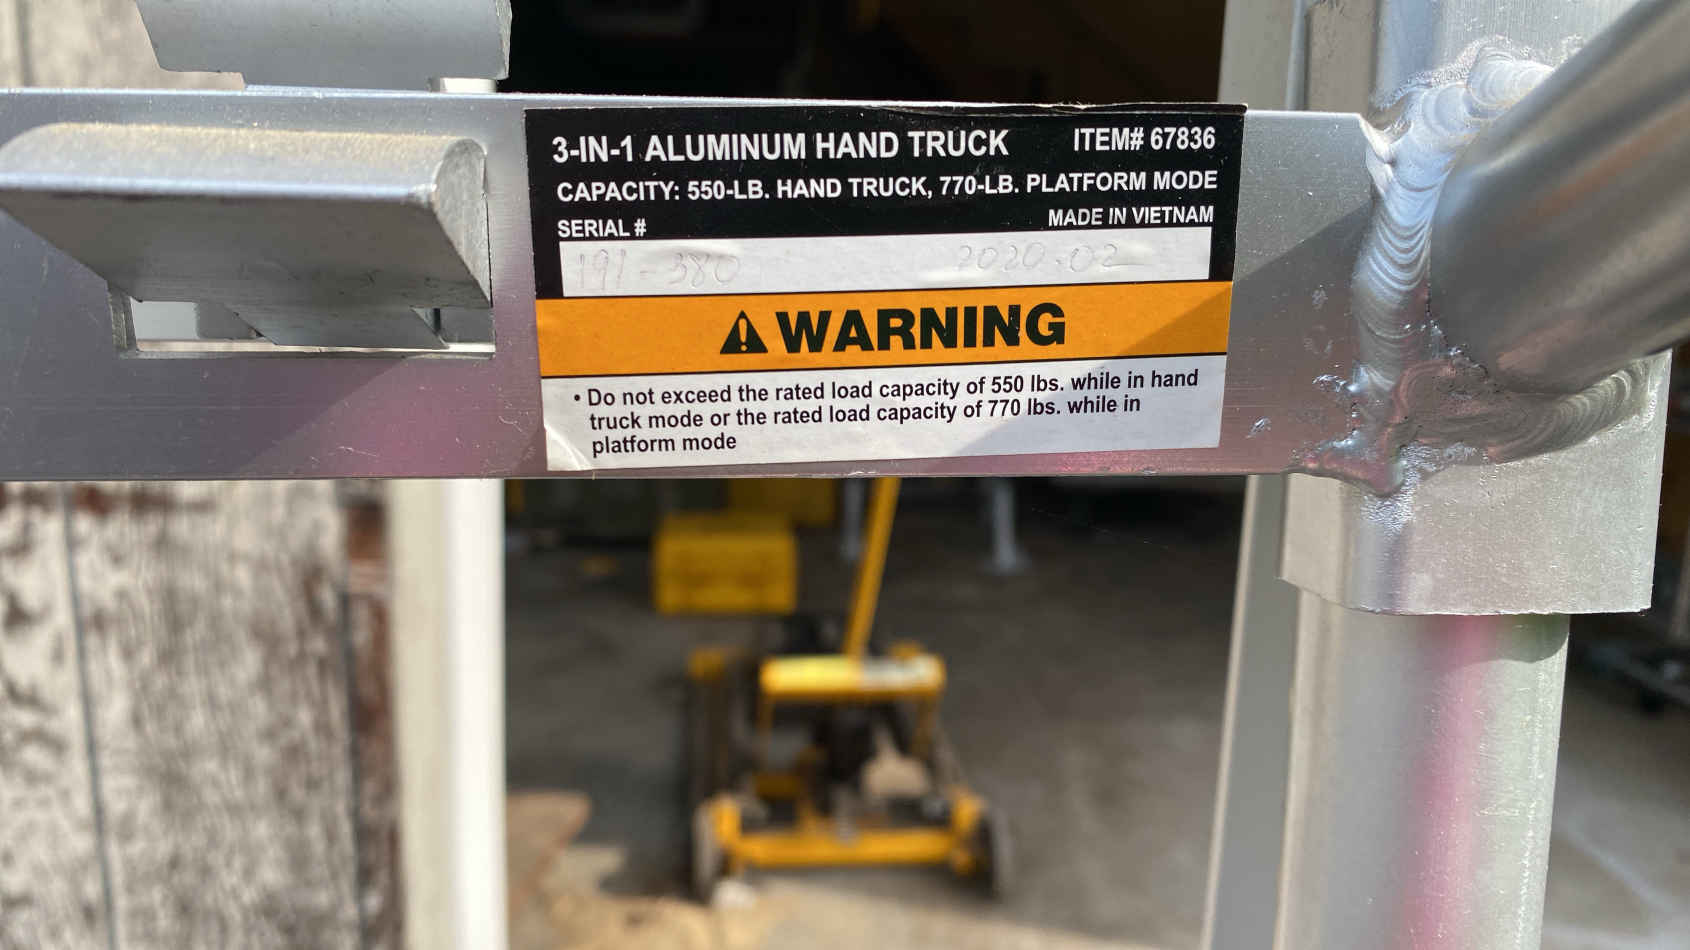 3-IN-1 ALUMINUM HAND TRUCK ITEM# 67836
CAPACITY: 550-LB. HAND TRUCK, 770-LB. PLATFORM MODE
SERIAL # MADE IN VIETNAM
191-380 2020-02
WARNING
• Do not exceed the rated load capacity of 550 lbs. while in hand
truck mode or the rated load capacity of 770 lbs. while in
platform mode